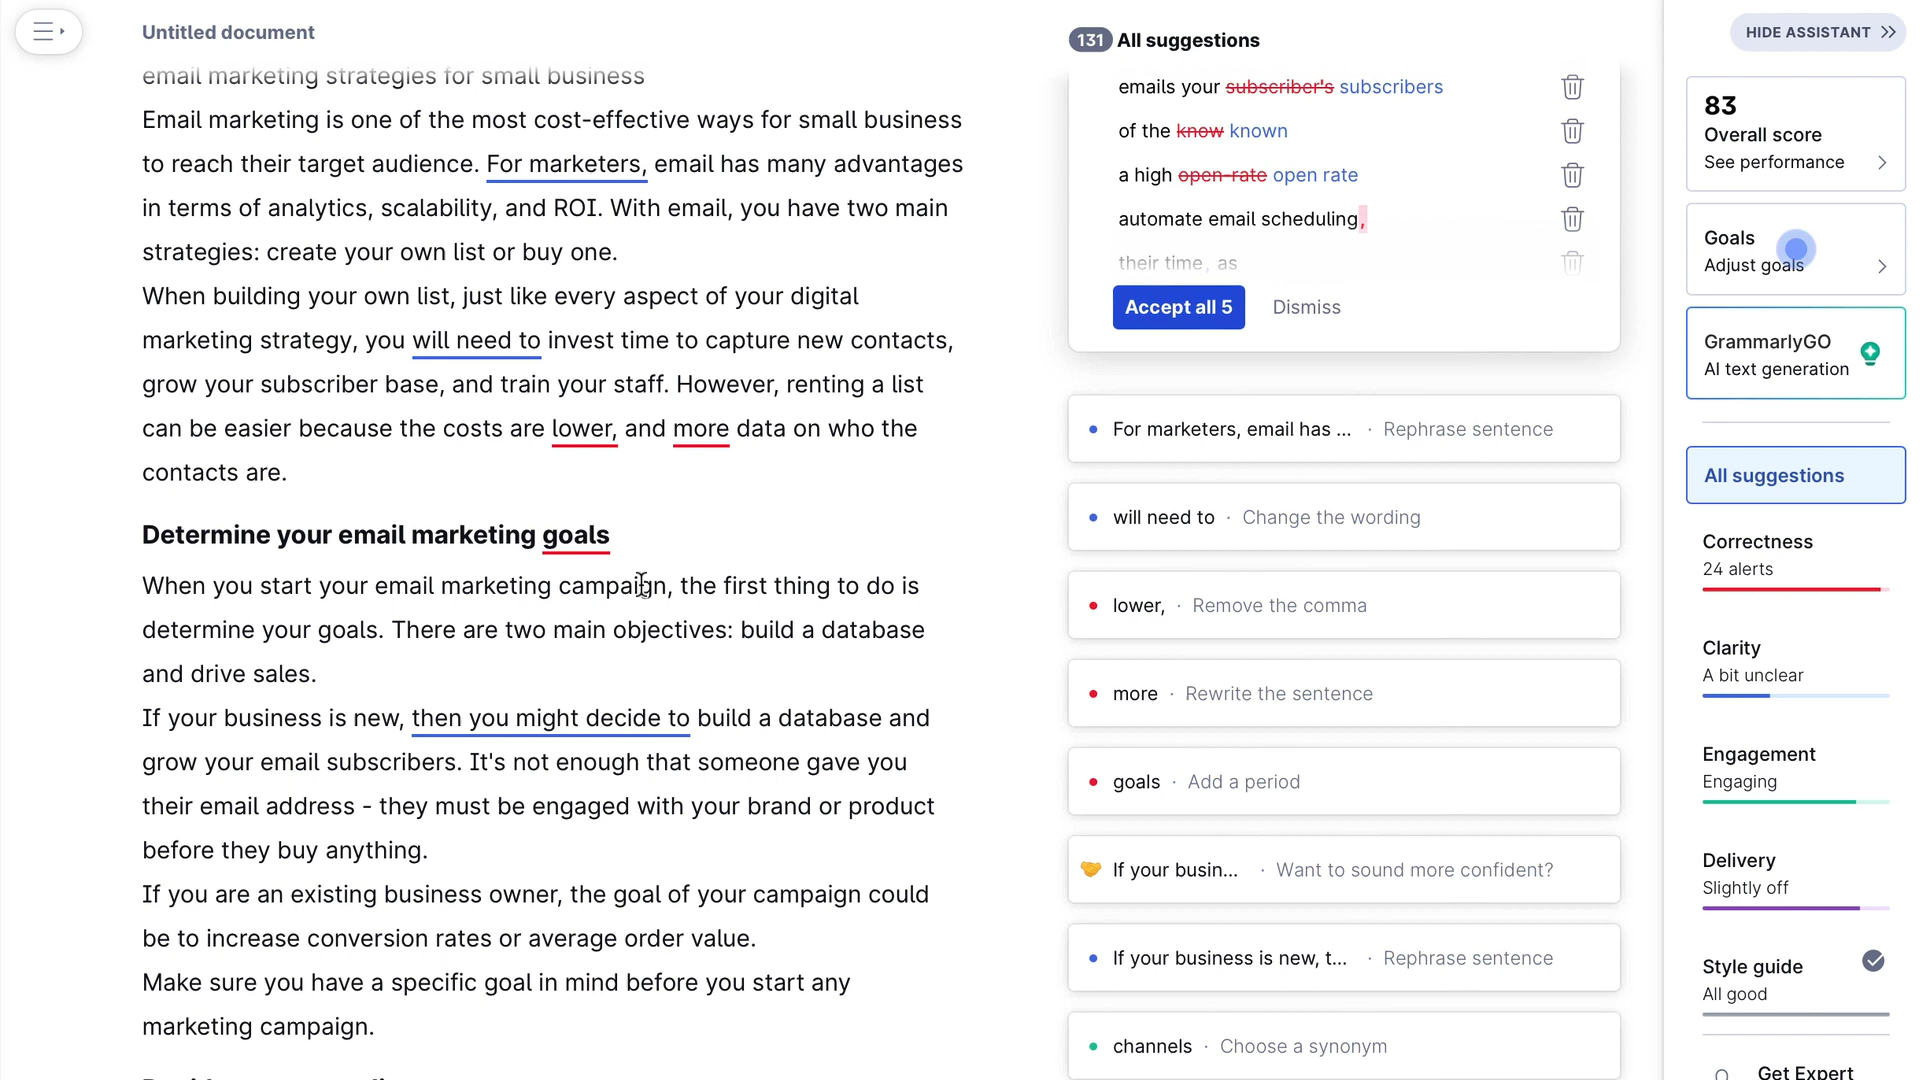 Untitled document
email marketing strategies for small business
Email marketing is one of the most cost-effective ways for small business
to reach their target audience. For marketers, email has many advantages
in terms of analytics, scalability, and ROI. With email, you have two main
strategies: create your own list or buy one.
When building your own list, just like every aspect of your digital
marketing strategy, you will need to invest time to capture new contacts,
grow your subscriber base, and train your staff. However, renting a list
can be easier because the costs are lower, and more data on who the
contacts are.
Determine your email marketing goals
When you start your email marketing campaign, the first thing to do is
determine your goals. There are two main objectives: build a database
and drive sales.
If your business is new, then you might decide to build a database and
grow your email subscribers. It's not enough that someone gave you
their email address - they must be engaged with your brand or product
before they buy anything.
If you are an existing business owner, the goal of your campaign could
be to increase conversion rates or average order value.
Make sure you have a specific goal in mind before you start any
marketing campaign.
131 All suggestions
emails your subscriber's subscribers
of the know known
a high open-rate open rate
automate email scheduling,
their time, as
Accept all 5 Dismiss
For marketers, email has ... · Rephrase sentence
will need to · Change the wording
lower, · Remove the comma
more · Rewrite the sentence
goals · Add a period
If your busin... · Want to sound more confident?
If your business is new, t... · Rephrase sentence
channels · Choose a synonym
HIDE ASSISTANT
83
Overall score
See performance
Goals
Adjust goals
GrammarlyGO
AI text generation
All suggestions
Correctness
24 alerts
Clarity
A bit unclear
Engagement
Engaging
Delivery
Slightly off
Style guide
All good
Get Expert